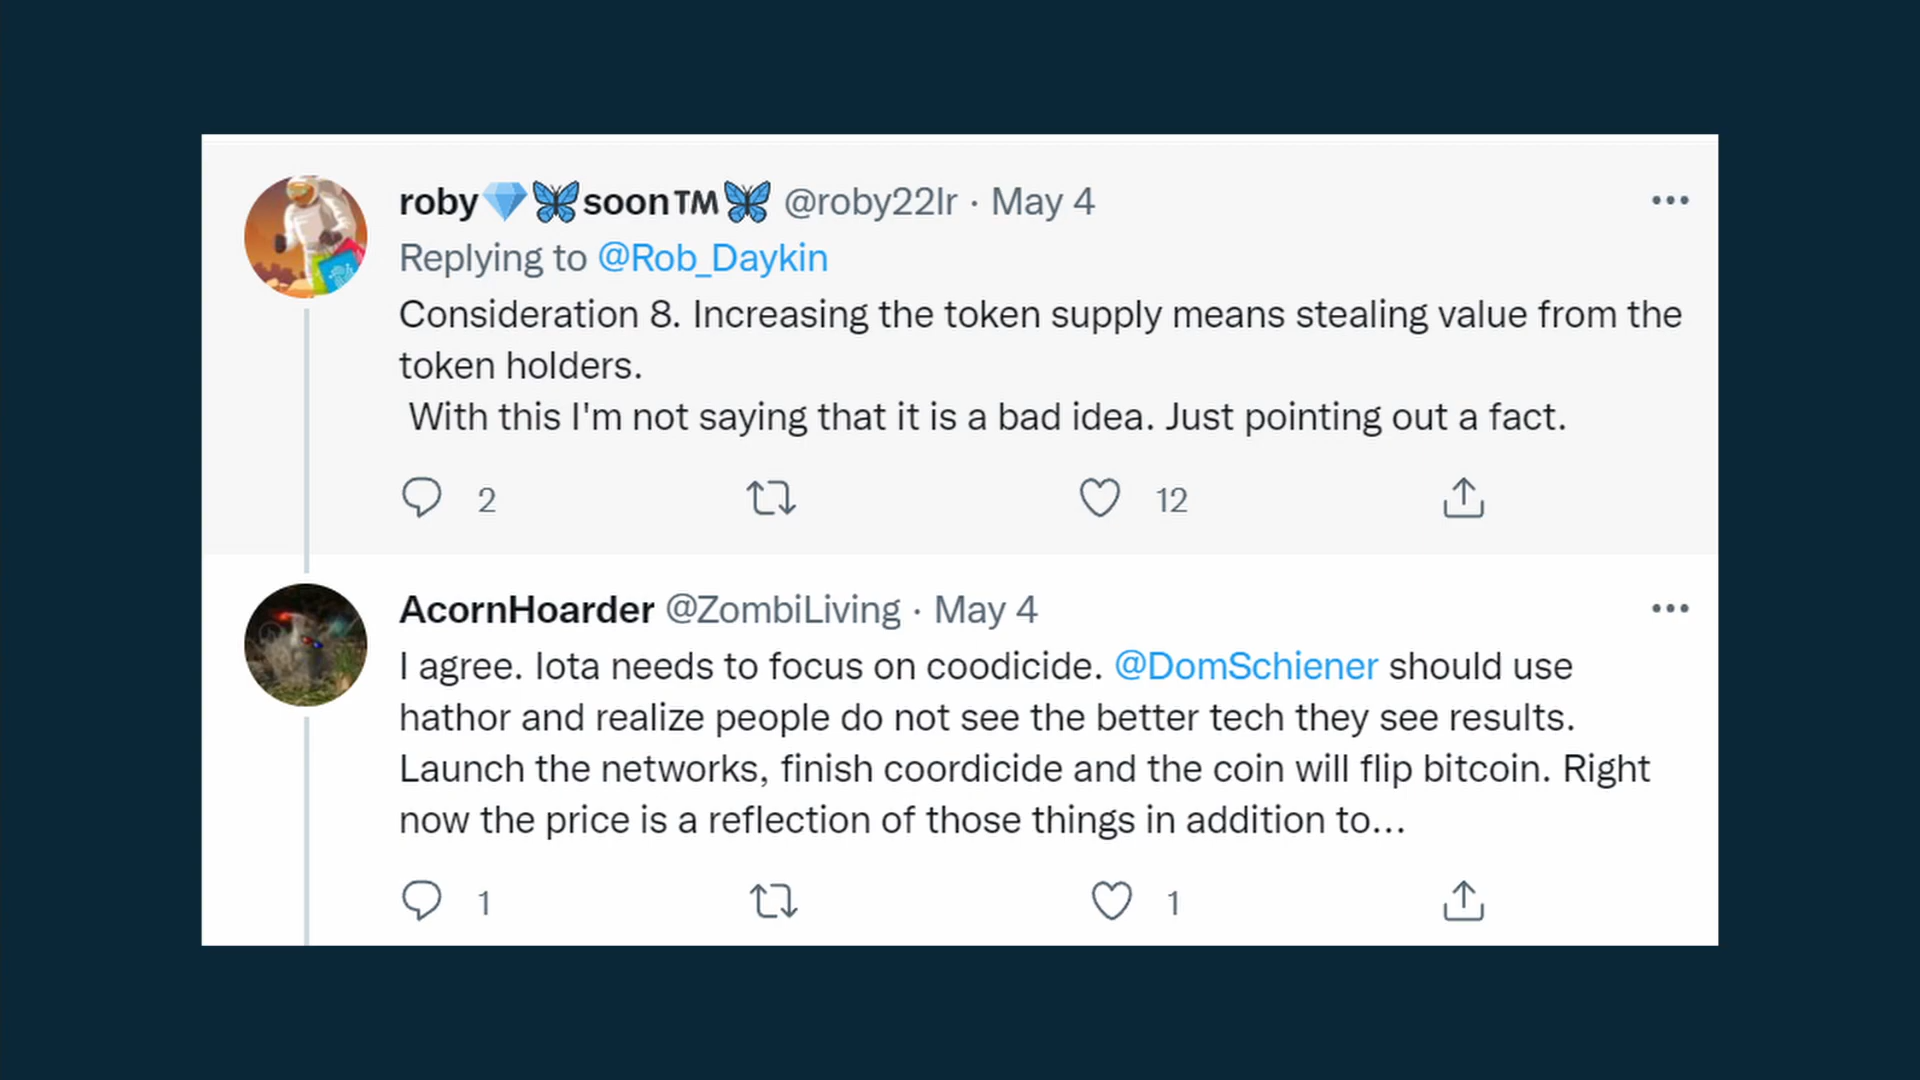 roby💎🦋soon™🦋 @roby22lr · May 4
Replying to @Rob_Daykin
Consideration 8. Increasing the token supply means stealing value from the
token holders.
With this I'm not saying that it is a bad idea. Just pointing out a fact.
2 12
AcornHoarder @ZombiLiving · May 4
I agree. Iota needs to focus on coodicide. @DomSchiener should use
hathor and realize people do not see the better tech they see results.
Launch the networks, finish coordicide and the coin will flip bitcoin. Right
now the price is a reflection of those things in addition to...
1 1